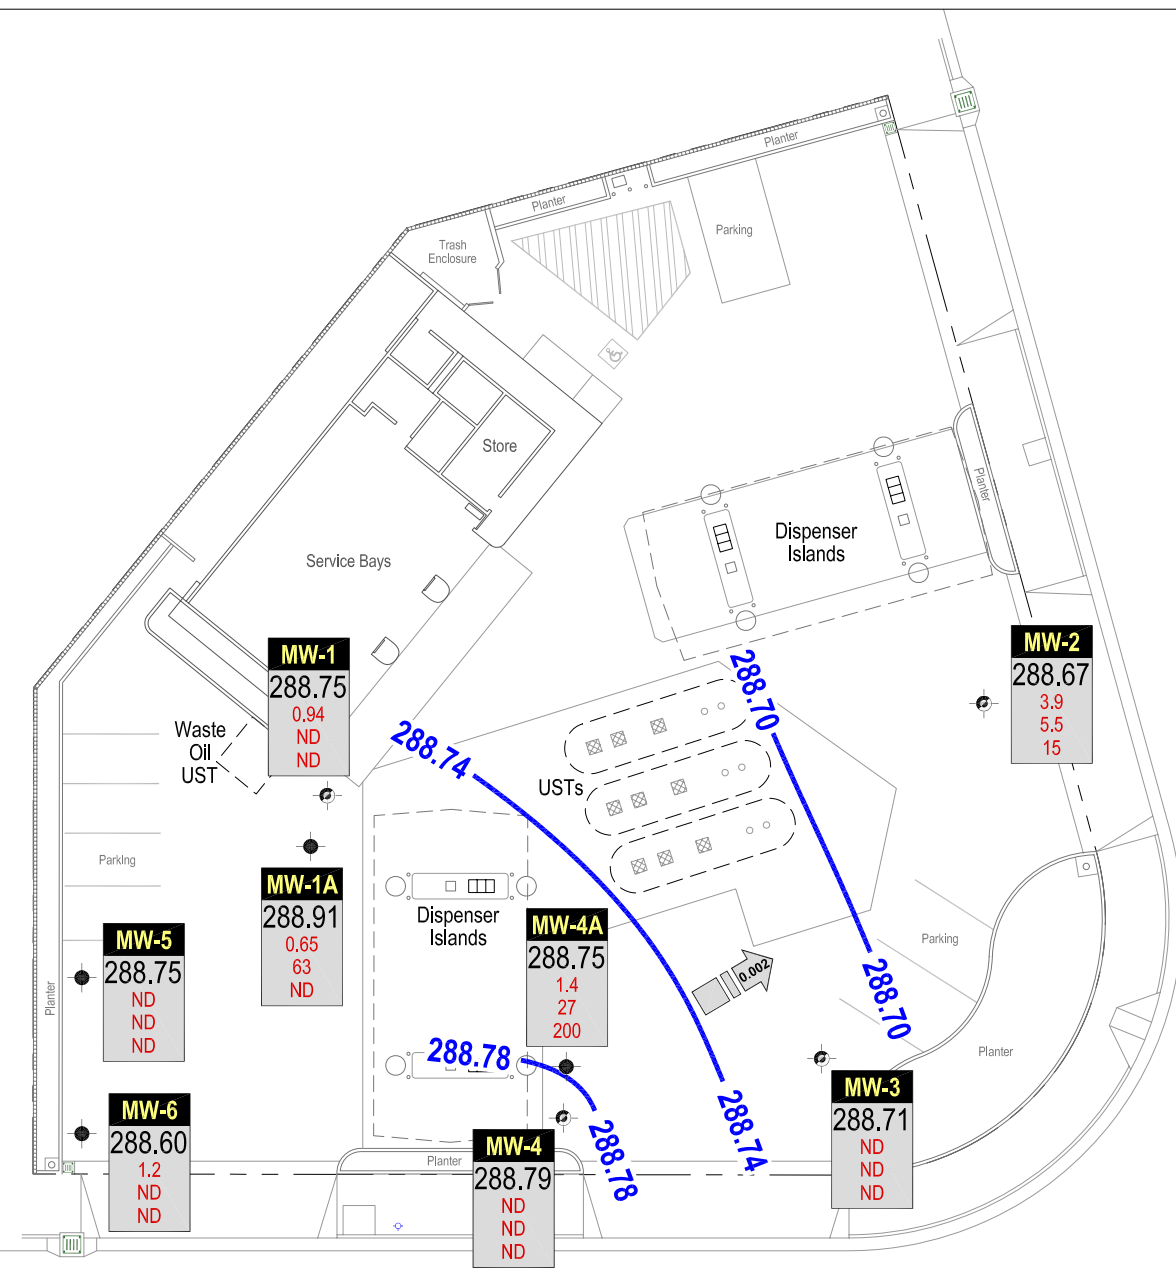 Planter
Planter
Trash
Enclosure
Parking
Store
Planter
Dispenser
Islands
Service Bays
MW-1
288.75
0.94
ND
ND
MW-2
288.67
3.9
5.5
15
288.70
Waste
Oil
UST
288.74
USTs
Parking
MW-1A
288.91
0.65
63
ND
Dispenser
Islands
MW-4A
288.75
1.4
27
200
MW-5
288.75
ND
ND
ND
Planter
Parking
0.002
288.70
288.78
Planter
MW-3
288.71
ND
ND
ND
MW-6
288.60
1.2
ND
ND
288.74
288.78
Planter
MW-4
288.79
ND
ND
ND